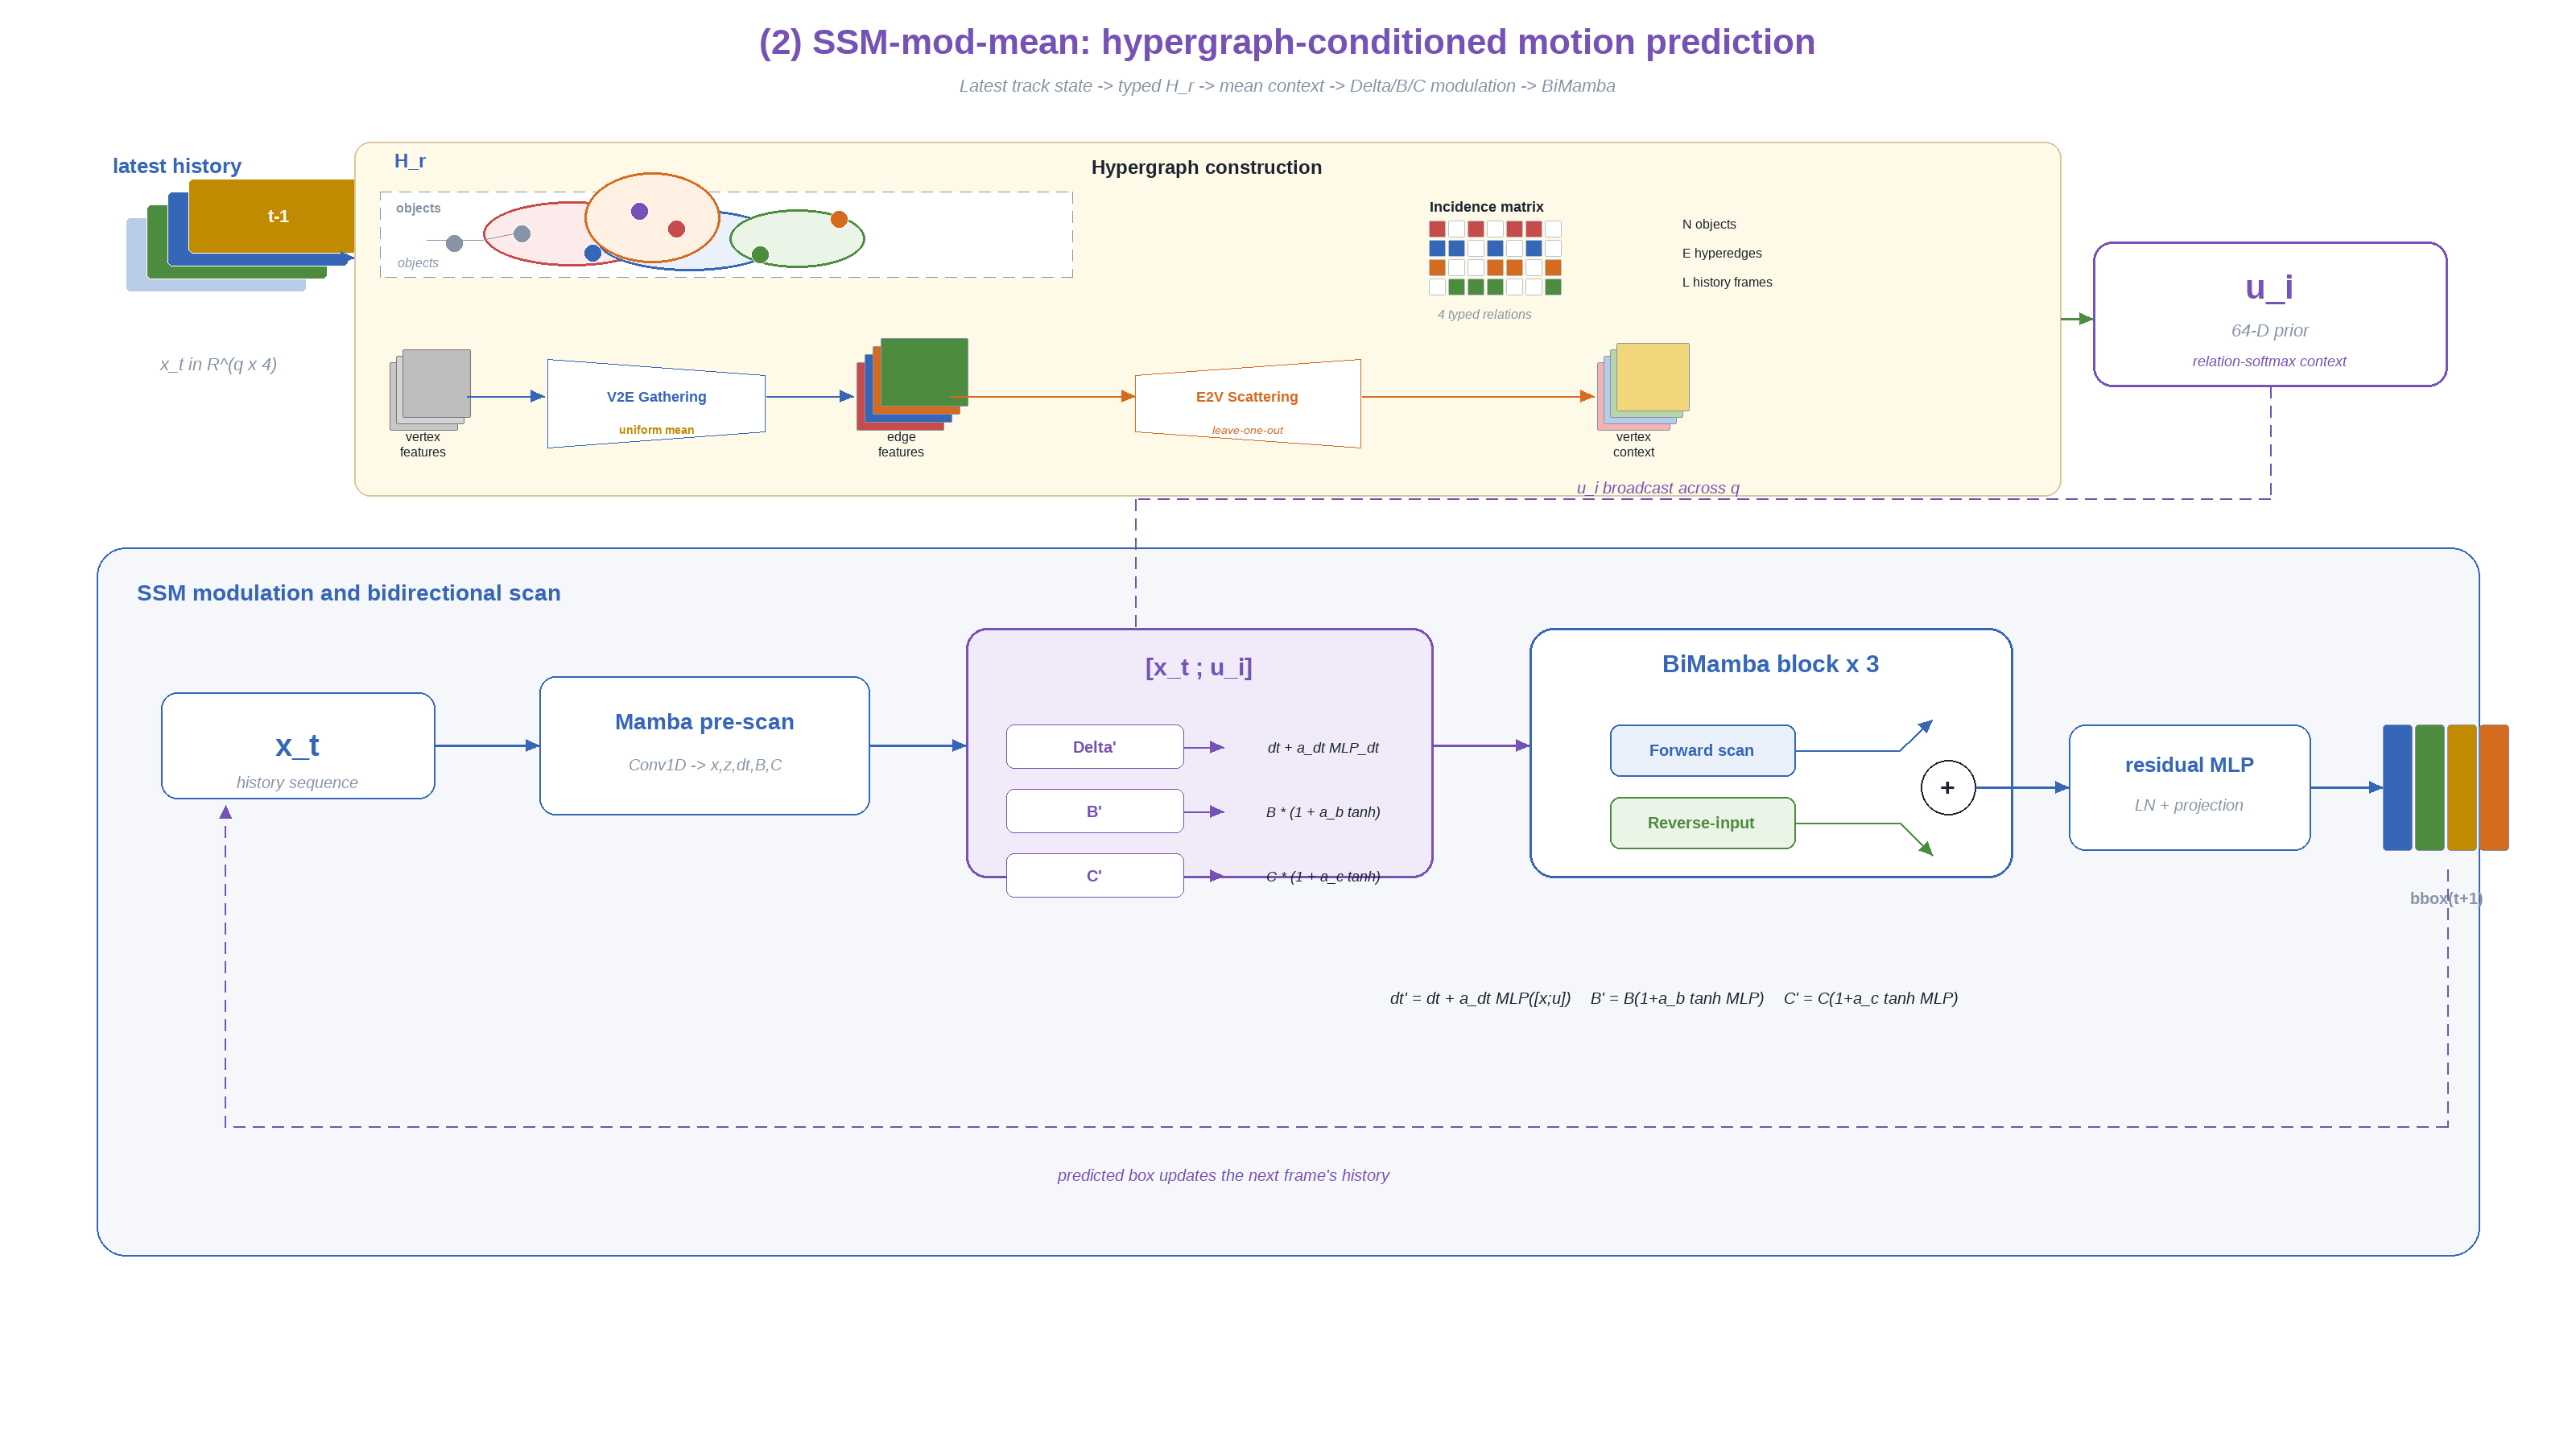 (2) SSM-mod-mean: hypergraph-conditioned motion prediction
Latest track state -> typed H_r -> mean context -> Delta/B/C modulation -> BiMamba
latest history
t-1
x_t in R^(q x 4)
H_r
Hypergraph construction
objects
objects
Incidence matrix
4 typed relations
N objects
E hyperedges
L history frames
vertex
features
V2E Gathering
uniform mean
edge
features
E2V Scattering
leave-one-out
vertex
context
u_i
64-D prior
relation-softmax context
u_i broadcast across q
SSM modulation and bidirectional scan
x_t
history sequence
Mamba pre-scan
Conv1D -> x,z,dt,B,C
[x_t ; u_i]
Delta'
dt + a_dt MLP_dt
B'
B * (1 + a_b tanh)
C'
C * (1 + a_c tanh)
BiMamba block x 3
Forward scan
Reverse-input
+
residual MLP
LN + projection
bbox(t+1)
dt' = dt + a_dt MLP([x;u]) B' = B(1+a_b tanh MLP) C' = C(1+a_c tanh MLP)
predicted box updates the next frame's history